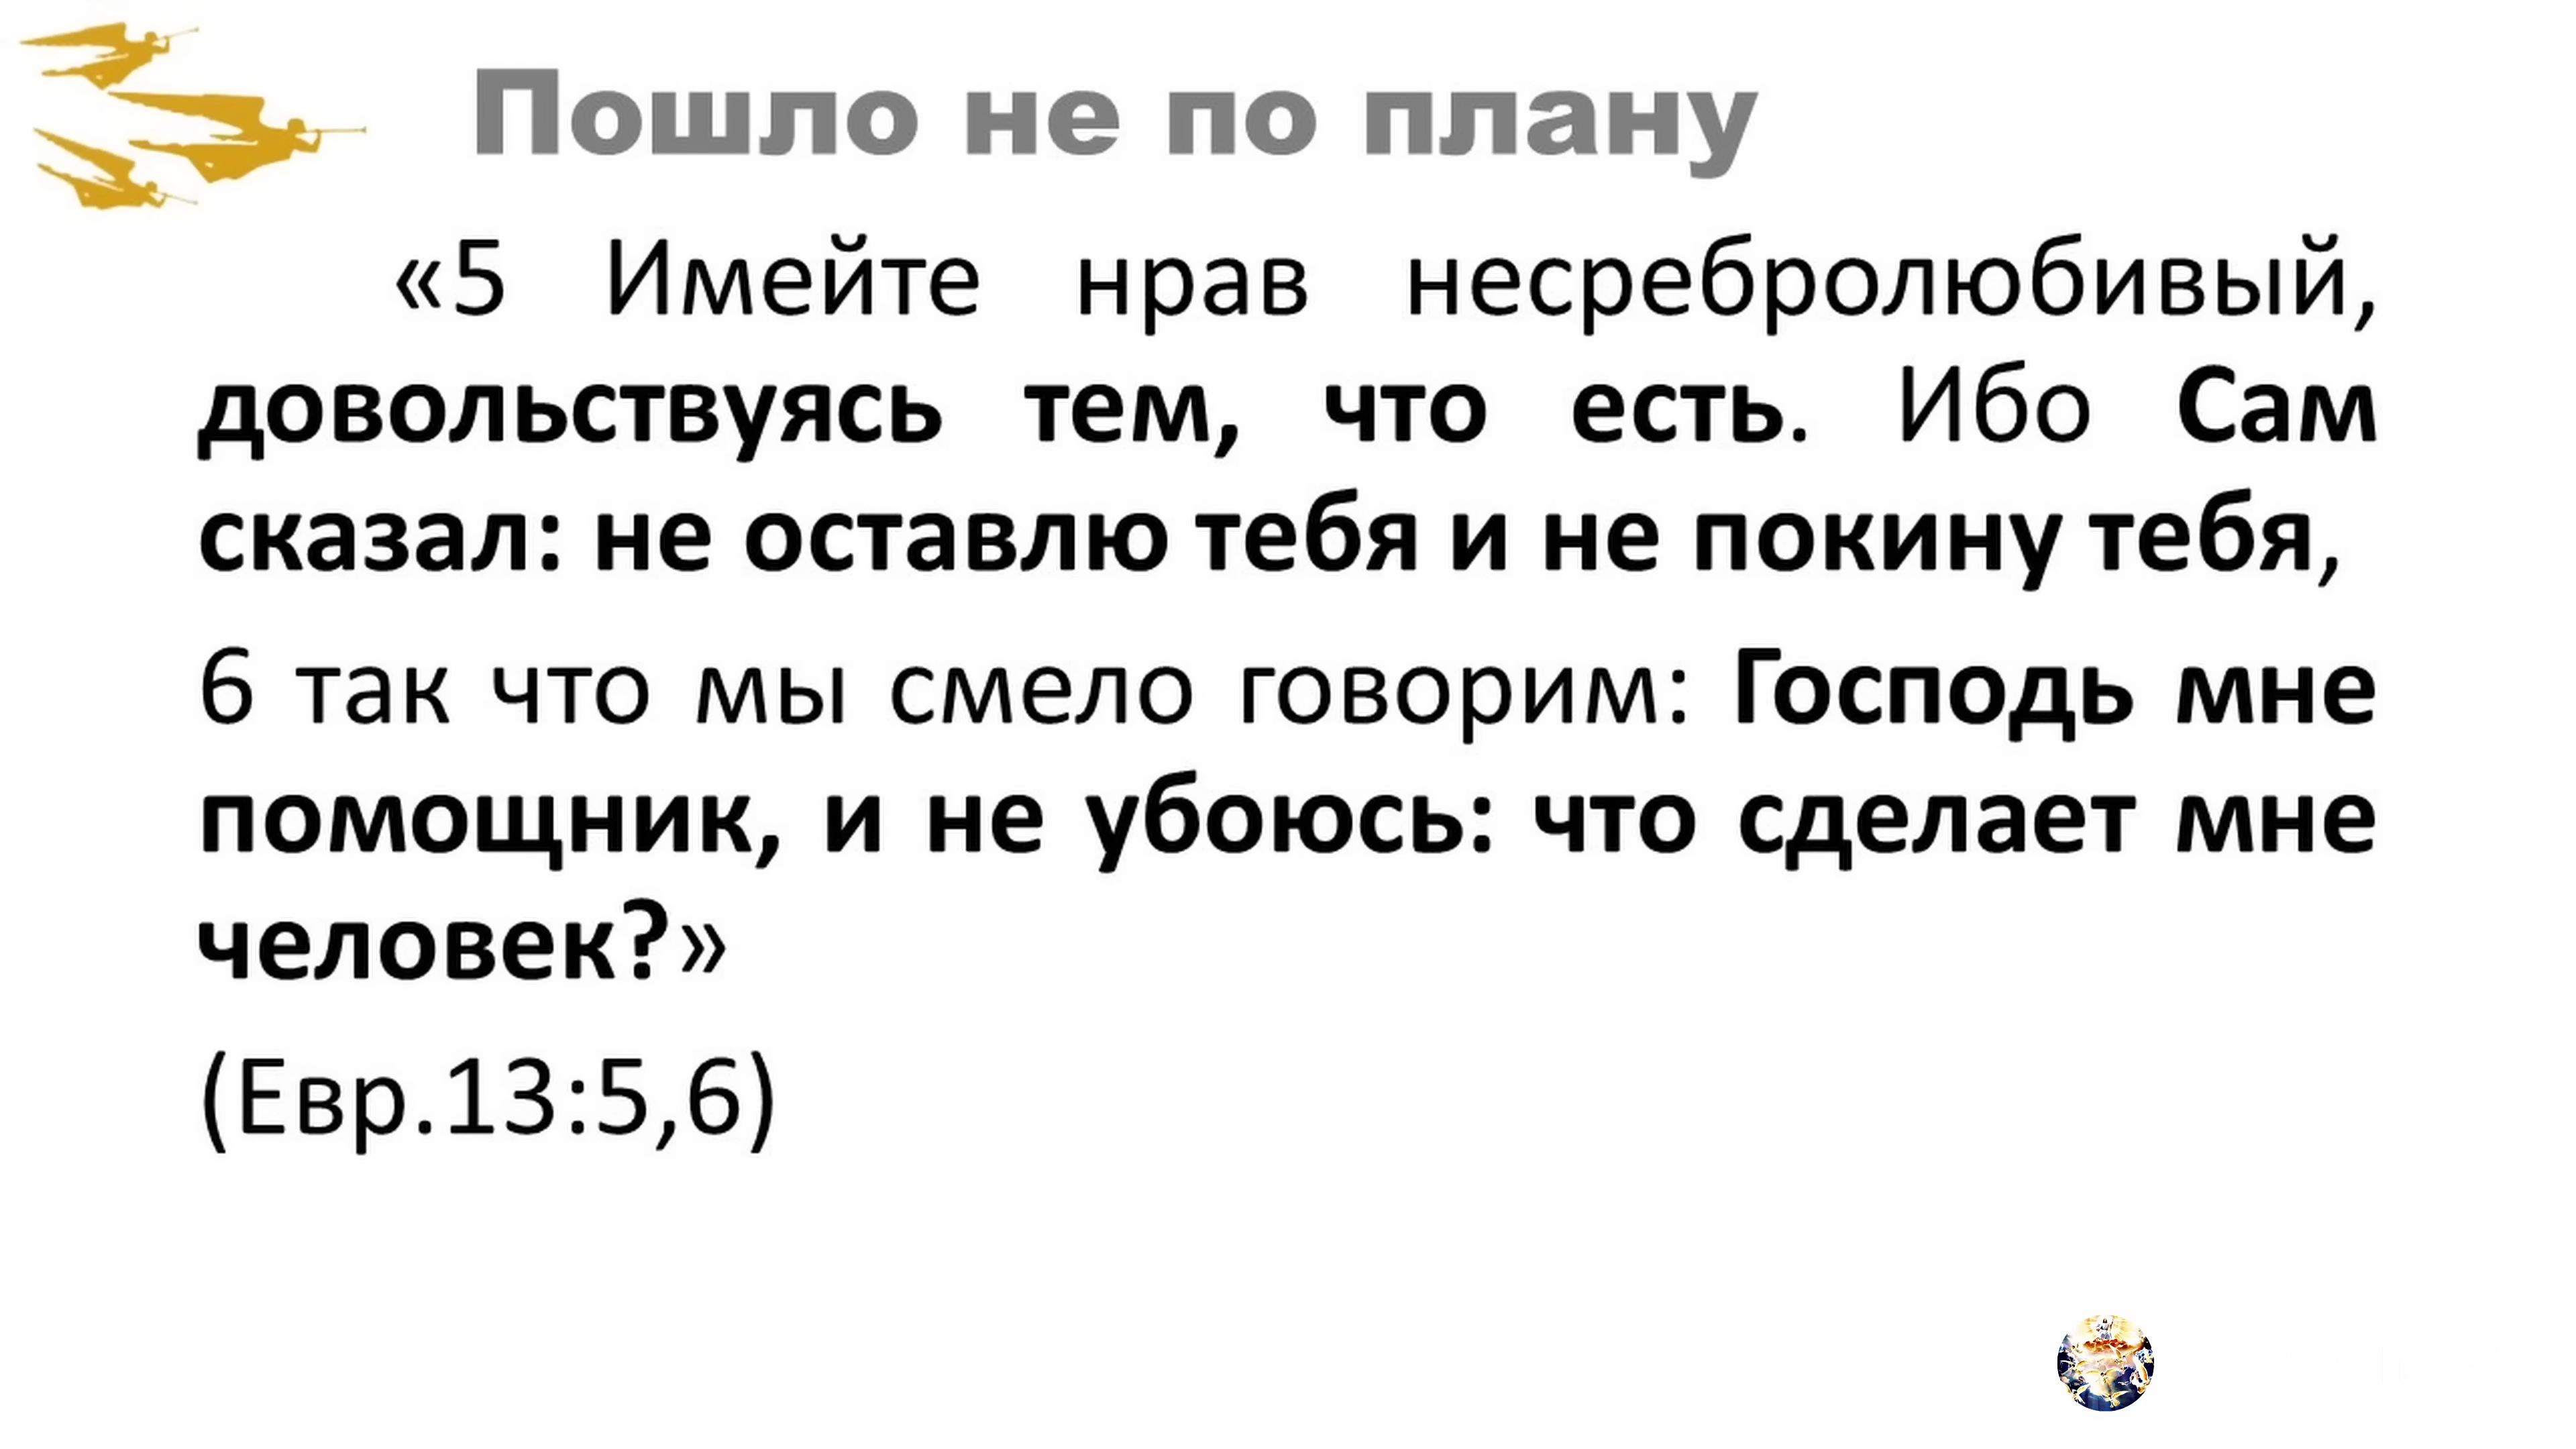 Пошло не по плану
«5 Имейте нрав несребролюбивый,
довольствуясь тем, что есть. Ибо Сам
сказал: не оставлю тебя и не покину тебя,
6 так что мы смело говорим: Господь мне
помощник, и не убоюсь: что сделает мне
человек?»
(Евр.13:5,6)